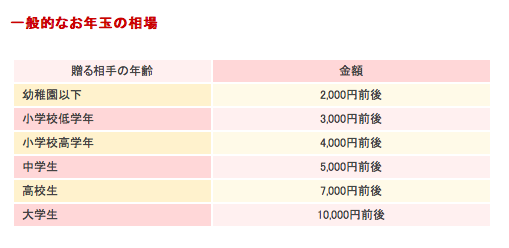 一般的なお年玉の相場
贈る相手の年齢 金額
幼稚園以下 2,000円前後
小学校低学年 3,000円前後
小学校高学年 4,000円前後
中学生 5,000円前後
高校生 7,000円前後
大学生 10,000円前後